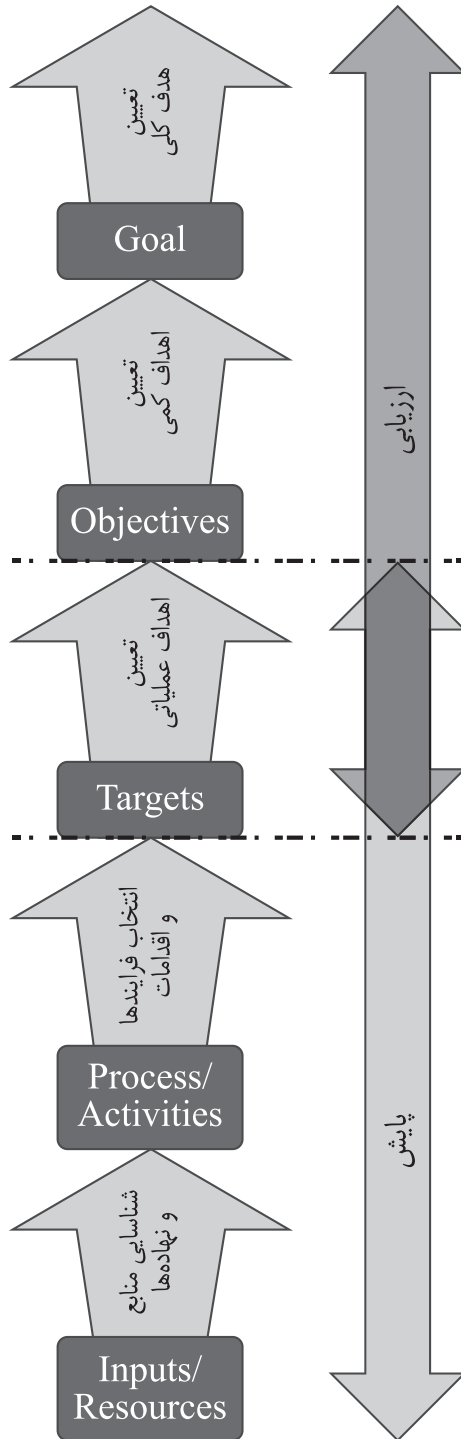 تعیین
هدف کلی
Goal
تعیین
اهداف کمی
Objectives
تعیین
اهداف عملیاتی
Targets
انتخاب فرایندها
و اقدامات
Process/
Activities
شناسایی منابع
و نهاده‌ها
Inputs/
Resources
ارزیابی
پایش